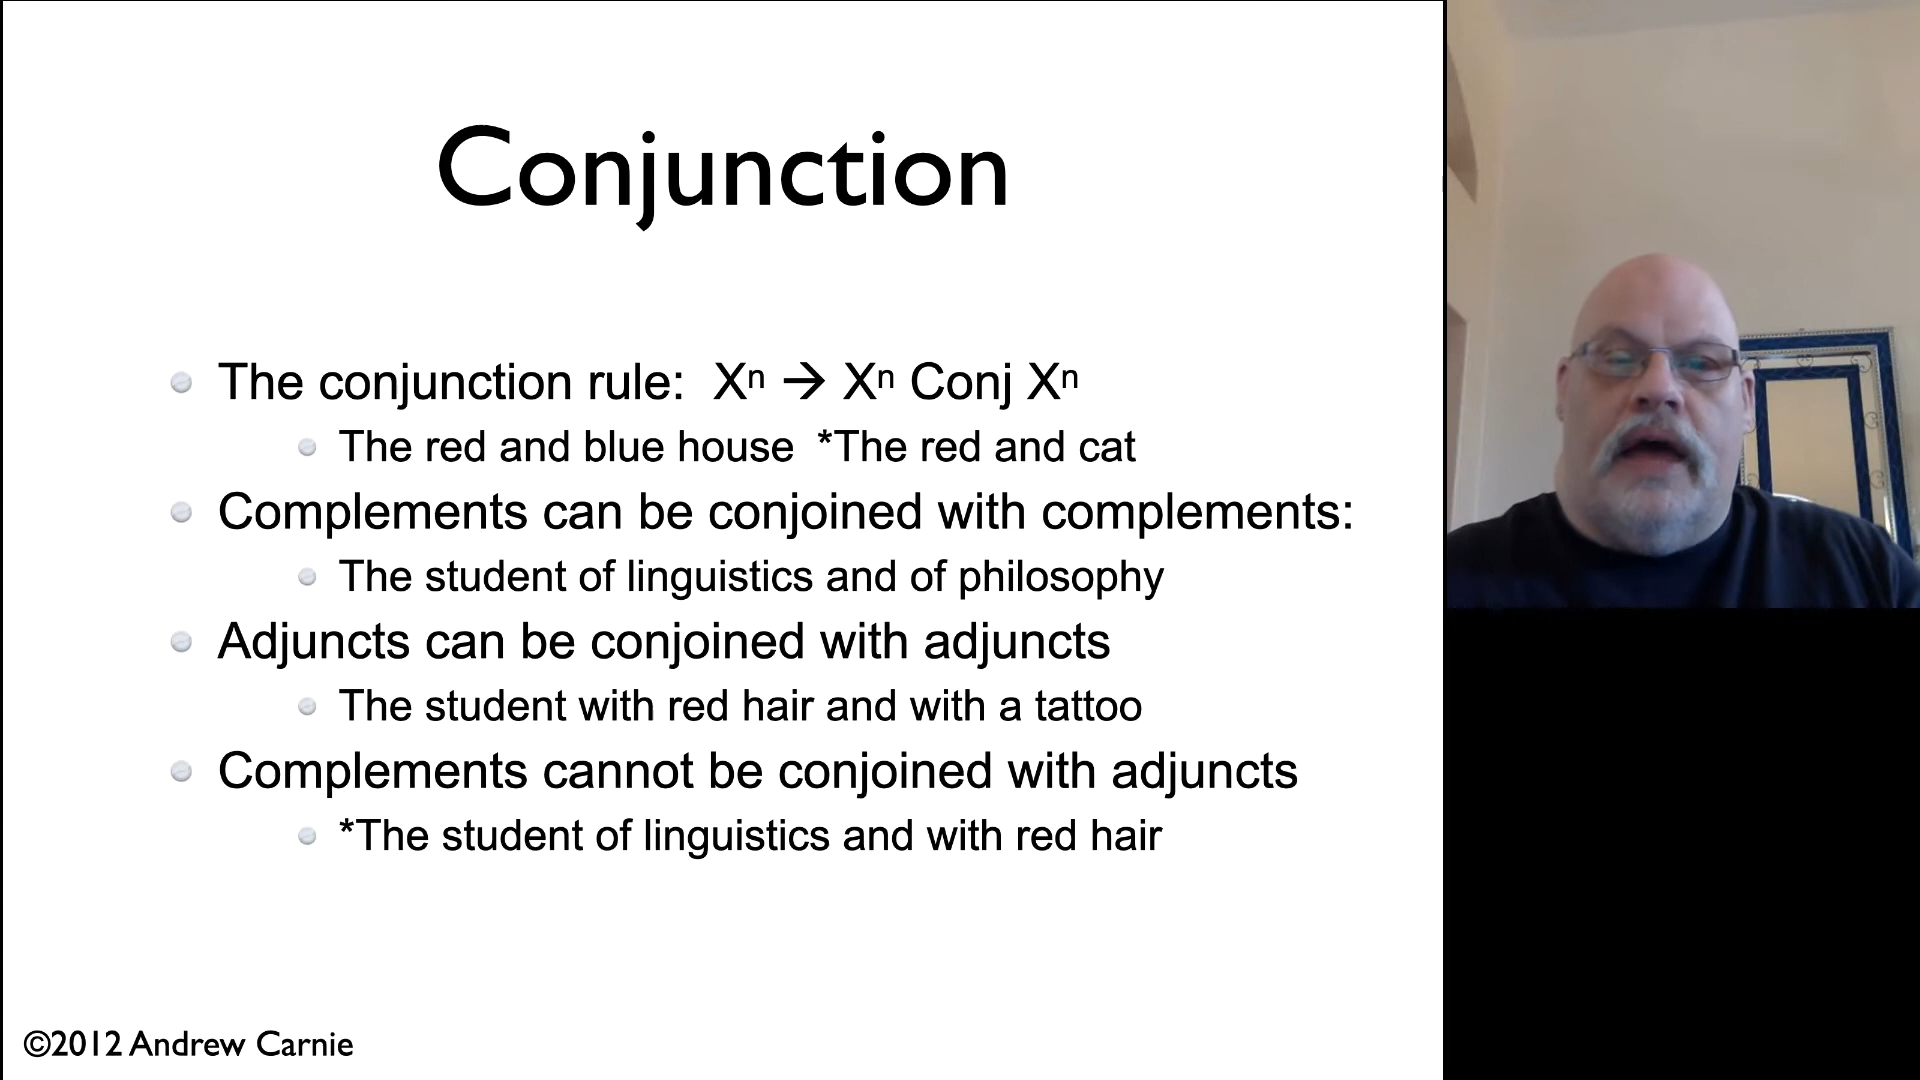 Conjunction
The conjunction rule: Xⁿ → Xⁿ Conj Xⁿ
The red and blue house *The red and cat
Complements can be conjoined with complements:
The student of linguistics and of philosophy
Adjuncts can be conjoined with adjuncts
The student with red hair and with a tattoo
Complements cannot be conjoined with adjuncts
*The student of linguistics and with red hair
©2012 Andrew Carnie